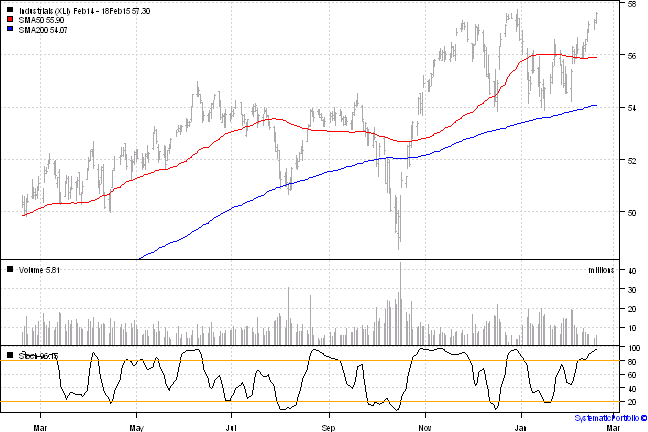 Industrials (XLI) Feb14 - 18Feb15 57.30
SMA50 55.90
SMA200 54.07
58
56
54
52
50
Volume 5.81
millions
40
30
20
10
100
80
60
40
20
Mar
May
Jul
Sep
Nov
Jan
Mar
SystematicPortfolio ©